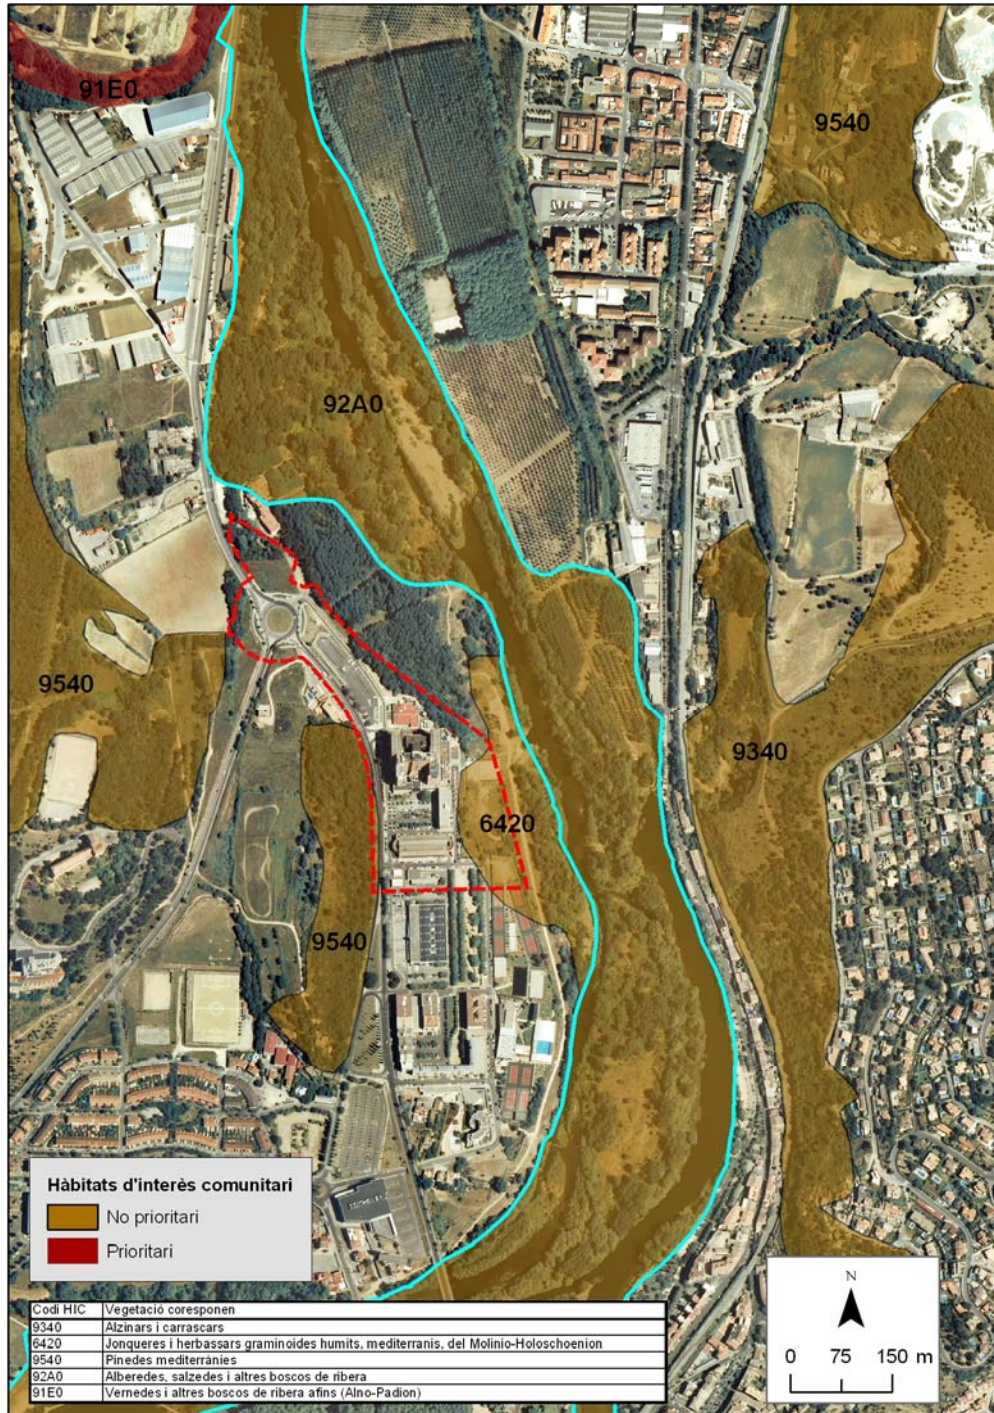 91E0
9540
92A0
9540
9340
6420
9540
Hàbitats d'interès comunitari
No prioritari
Prioritari
Codi HIC Vegetació coresponen
9340 Alzinars i carrascars
6420 Jonqueres i herbassars graminoides humits, mediterranis, del Molinio-Holoschoenion
9540 Pinedes mediterrànies
92A0 Alberedes, salzedes i altres boscos de ribera
91E0 Vernedes i altres boscos de ribera afins (Alno-Padion)
N
0 75 150 m